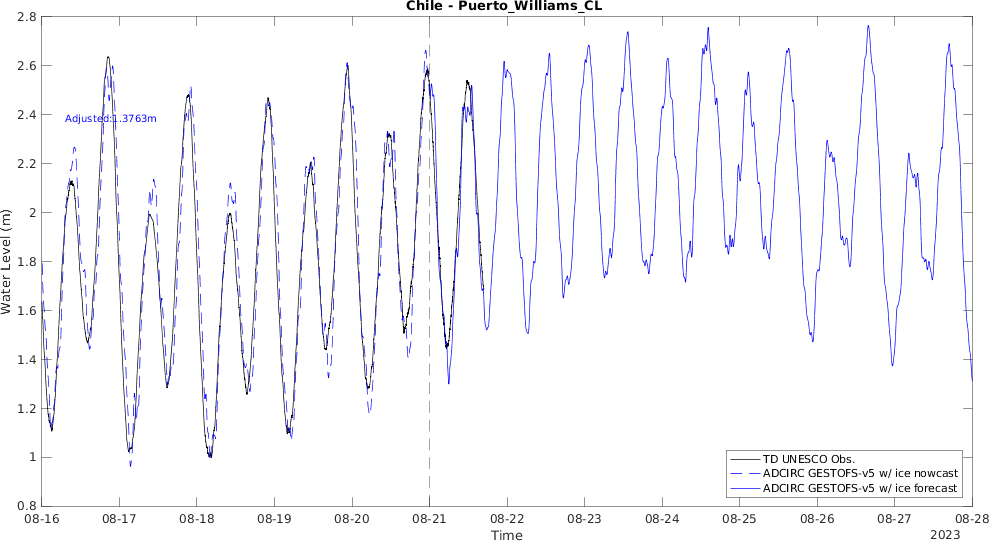 Chile - Puerto_Williams_CL
2.8
2.6
2.4
2.2
2
1.8
1.6
1.4
1.2
1
0.8
Water Level (m)
Adjusted:1.3763m
TD UNESCO Obs.
ADCIRC GESTOFS-v5 w/ ice nowcast
ADCIRC GESTOFS-v5 w/ ice forecast
08-16 08-17 08-18 08-19 08-20 08-21 08-22 08-23 08-24 08-25 08-26 08-27 08-28
Time
2023